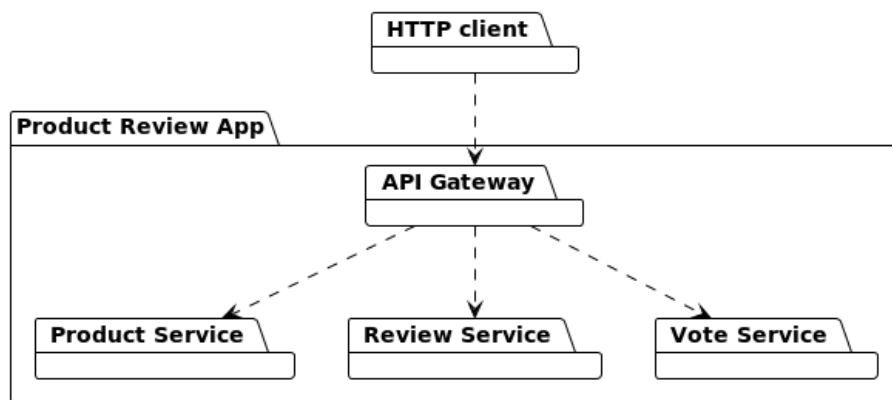 HTTP client
Product Review App
API Gateway
Product Service
Review Service
Vote Service